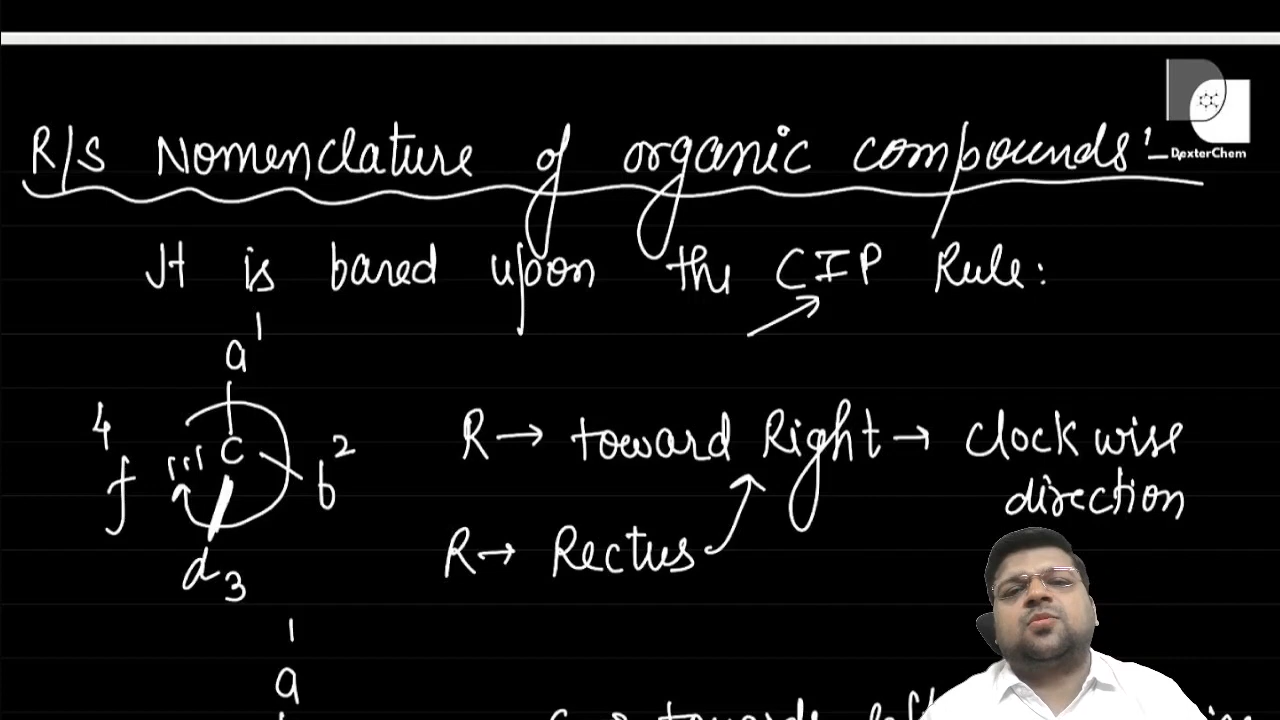 DexterChem
R/S Nomenclature of organic compounds:-
It is based upon the CIP Rule:
1
a
4
f
C
b
2
d
3
R → toward Right → clockwise
direction
R → Rectus
1
a
towards